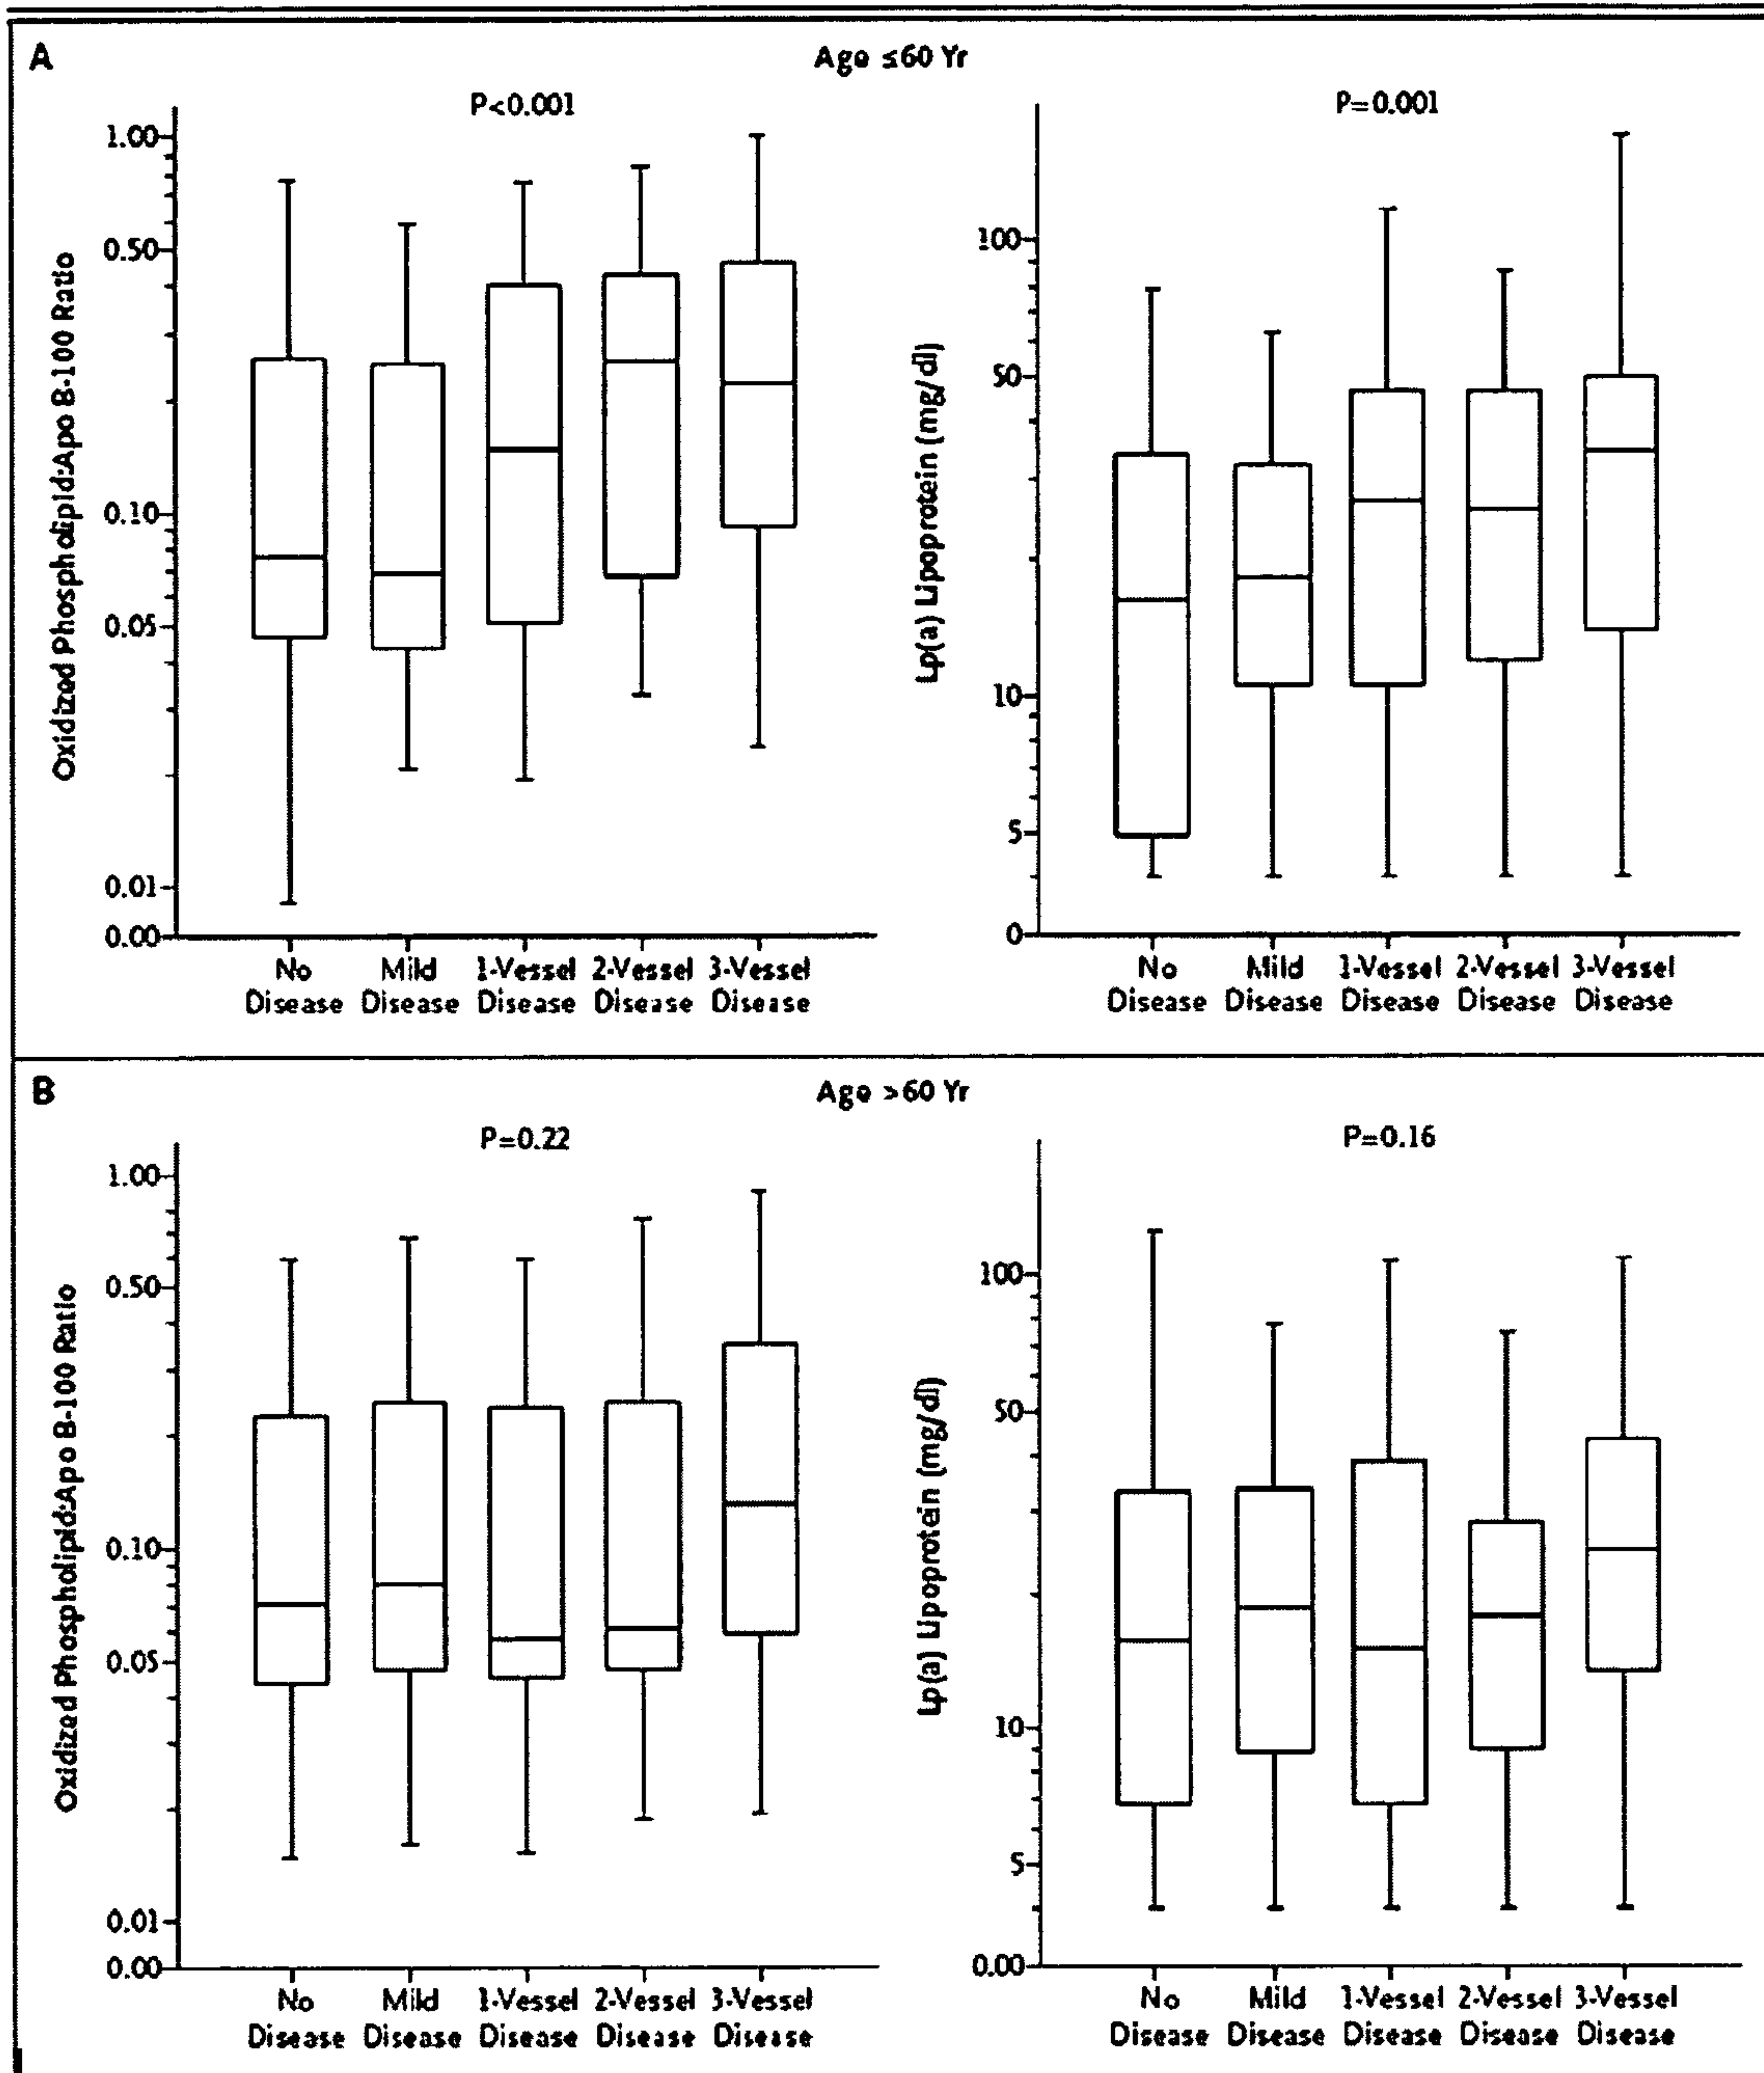 A
Age ≤60 Yr
P<0.001
Oxidized Phospholipid:Apo B-100 Ratio
1.00
0.50
0.10
0.05
0.01
0.00
No Disease
Mild Disease
1-Vessel Disease
2-Vessel Disease
3-Vessel Disease
P=0.001
Lp(a) Lipoprotein (mg/dl)
100
50
10
5
0
No Disease
Mild Disease
1-Vessel Disease
2-Vessel Disease
3-Vessel Disease
B
Age >60 Yr
P=0.22
Oxidized Phospholipid:Apo B-100 Ratio
1.00
0.50
0.10
0.05
0.01
0.00
No Disease
Mild Disease
1-Vessel Disease
2-Vessel Disease
3-Vessel Disease
P=0.16
Lp(a) Lipoprotein (mg/dl)
100
50
10
5
0.00
No Disease
Mild Disease
1-Vessel Disease
2-Vessel Disease
3-Vessel Disease